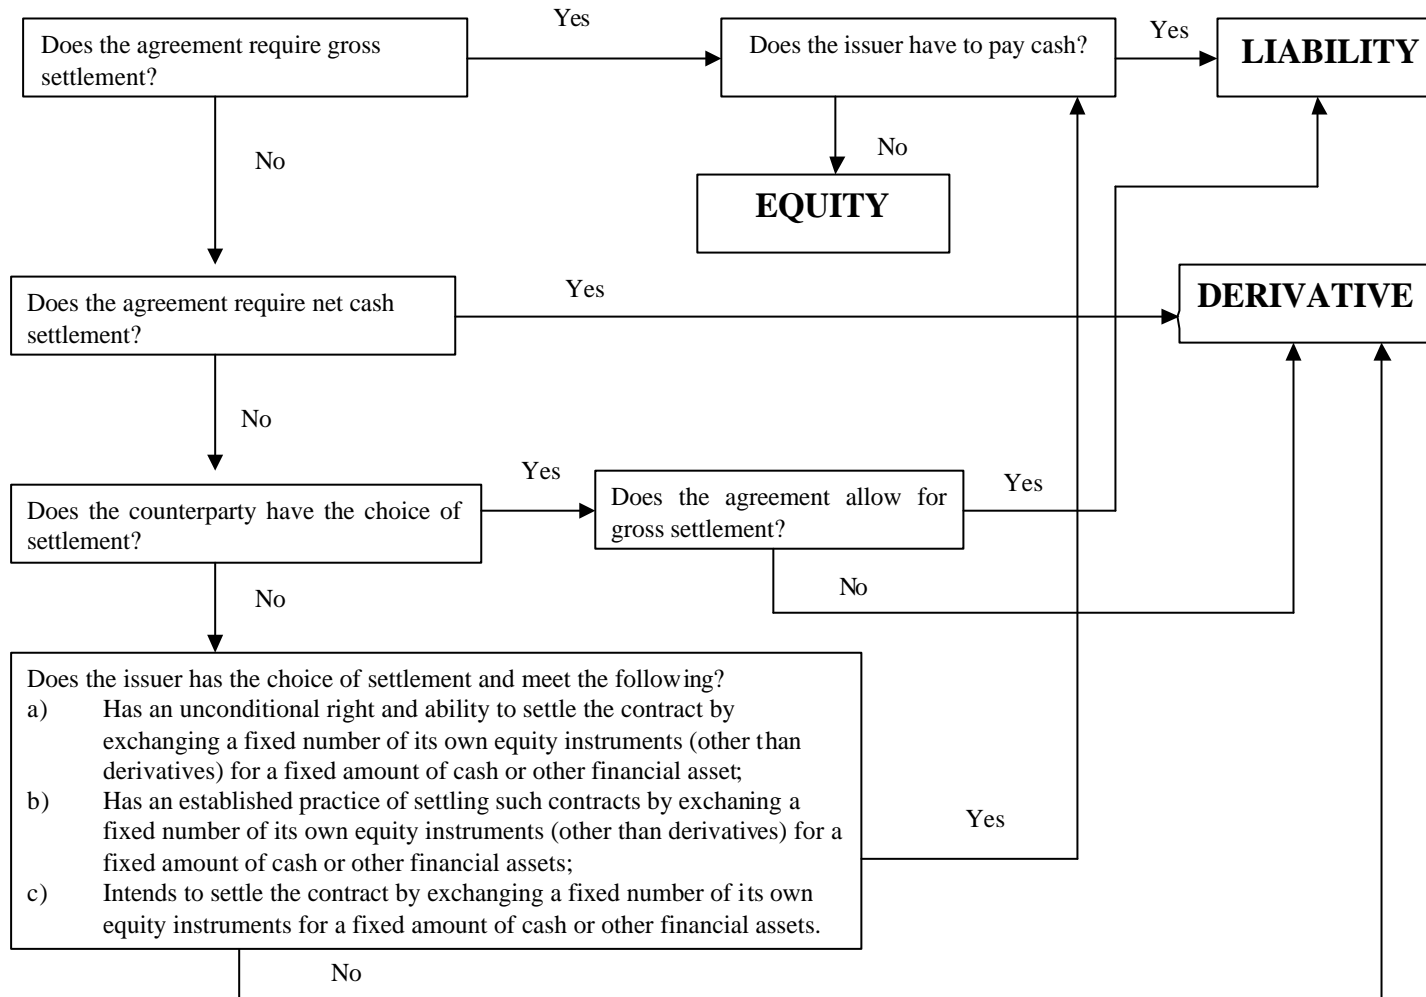 Yes
Does the agreement require gross
settlement?
Does the issuer have to pay cash?
Yes
LIABILITY
No
No
EQUITY
Does the agreement require net cash
settlement?
Yes
DERIVATIVE
No
Yes
Does the counterparty have the choice of
settlement?
Does the agreement allow for
gross settlement?
Yes
No
No
Does the issuer has the choice of settlement and meet the following?
a) Has an unconditional right and ability to settle the contract by
exchanging a fixed number of its own equity instruments (other than
derivatives) for a fixed amount of cash or other financial asset;
b) Has an established practice of settling such contracts by exchaning a
fixed number of its own equity instruments (other than derivatives) for a
fixed amount of cash or other financial assets;
c) Intends to settle the contract by exchanging a fixed number of its own
equity instruments for a fixed amount of cash or other financial assets.
Yes
No